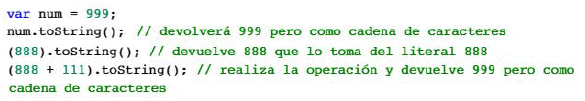 var num = 999;
num.toString(); // devolverá 999 pero como cadena de caracteres
(888).toString(); // devuelve 888 que lo toma del literal 888
(888 + 111).toString(); // realiza la operación y devuelve 999 pero como
cadena de caracteres